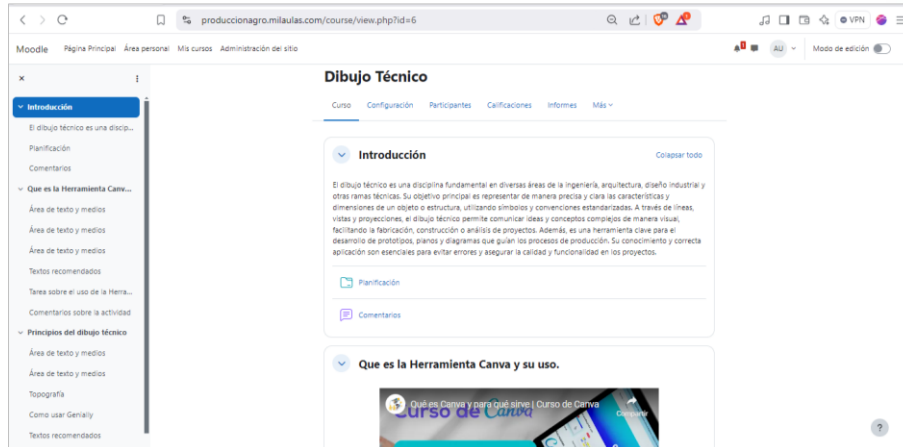 produccionagro.milaulas.com/course/view.php?id=6
VPN
Moodle Página Principal Área personal Mis cursos Administración del sitio
AU Modo de edición
Introducción
El dibujo técnico es una discip...
Planificación
Comentarios
Que es la Herramienta Canv...
Área de texto y medios
Área de texto y medios
Área de texto y medios
Textos recomendados
Tarea sobre el uso de la Herra...
Comentarios sobre la actividad
Principios del dibujo técnico
Área de texto y medios
Área de texto y medios
Topografía
Como usar Genially
Textos recomendados
Dibujo Técnico
Curso Configuración Participantes Calificaciones Informes Más
Introducción Colapsar todo
El dibujo técnico es una disciplina fundamental en diversas áreas de la ingeniería, arquitectura, diseño industrial y
otras ramas técnicas. Su objetivo principal es representar de manera precisa y clara las características y
dimensiones de un objeto o estructura, utilizando símbolos y convenciones estandarizadas. A través de líneas,
vistas y proyecciones, el dibujo técnico permite comunicar ideas y conceptos complejos de manera visual,
facilitando la fabricación, construcción o análisis de proyectos. Además, es una herramienta clave para el
desarrollo de prototipos, planos y diagramas que guían los procesos de producción. Su conocimiento y correcta
aplicación son esenciales para evitar errores y asegurar la calidad y funcionalidad en los proyectos.
Planificación
Comentarios
Que es la Herramienta Canva y su uso.
Qué es Canva y para qué sirve | Curso de Canva
Curso de Canva
Compartir
?